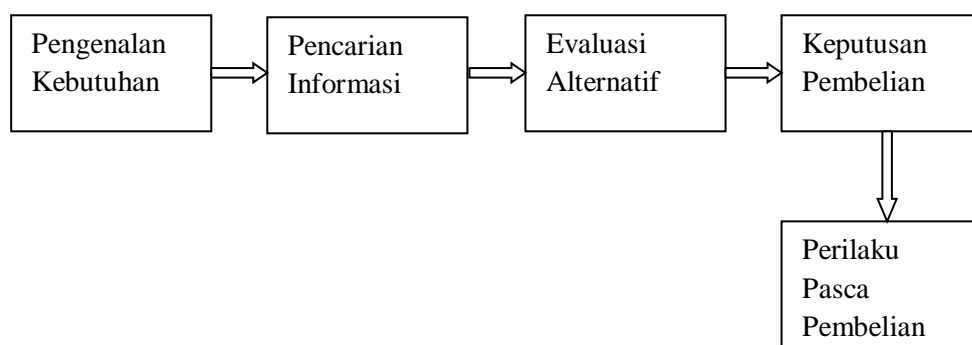 Pengenalan
Kebutuhan
Pencarian
Informasi
Evaluasi
Alternatif
Keputusan
Pembelian
Perilaku
Pasca
Pembelian